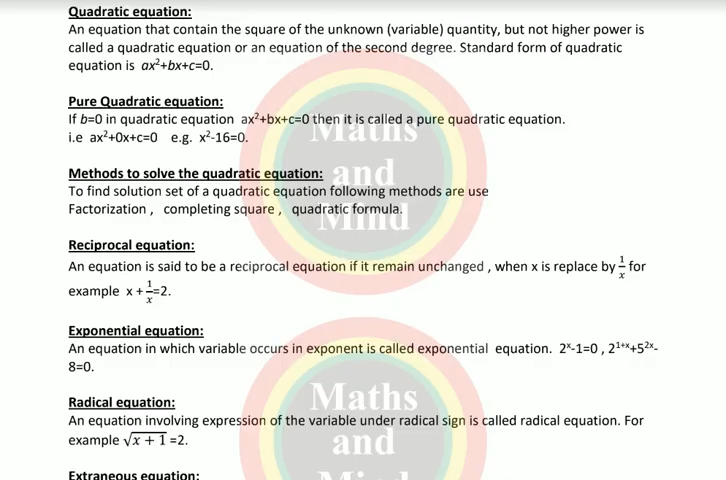 Quadratic equation:
An equation that contain the square of the unknown (variable) quantity, but not higher power is
called a quadratic equation or an equation of the second degree. Standard form of quadratic
equation is ax²+bx+c=0.
Pure Quadratic equation:
If b=0 in quadratic equation ax²+bx+c=0 then it is called a pure quadratic equation.
i.e ax²+0x+c=0 e.g. x²-16=0.
Methods to solve the quadratic equation:
To find solution set of a quadratic equation following methods are use
Factorization , completing square , quadratic formula.
Reciprocal equation:
An equation is said to be a reciprocal equation if it remain unchanged , when x is replace by 1/x for
example x + 1/x=2.
Exponential equation:
An equation in which variable occurs in exponent is called exponential equation. 2ˣ-1=0 , 2¹⁺ˣ+5²ˣ-
8=0.
Radical equation:
An equation involving expression of the variable under radical sign is called radical equation. For
example √(x + 1) =2.
Extraneous equation:
Maths
and
Mind
Maths
and
Mind